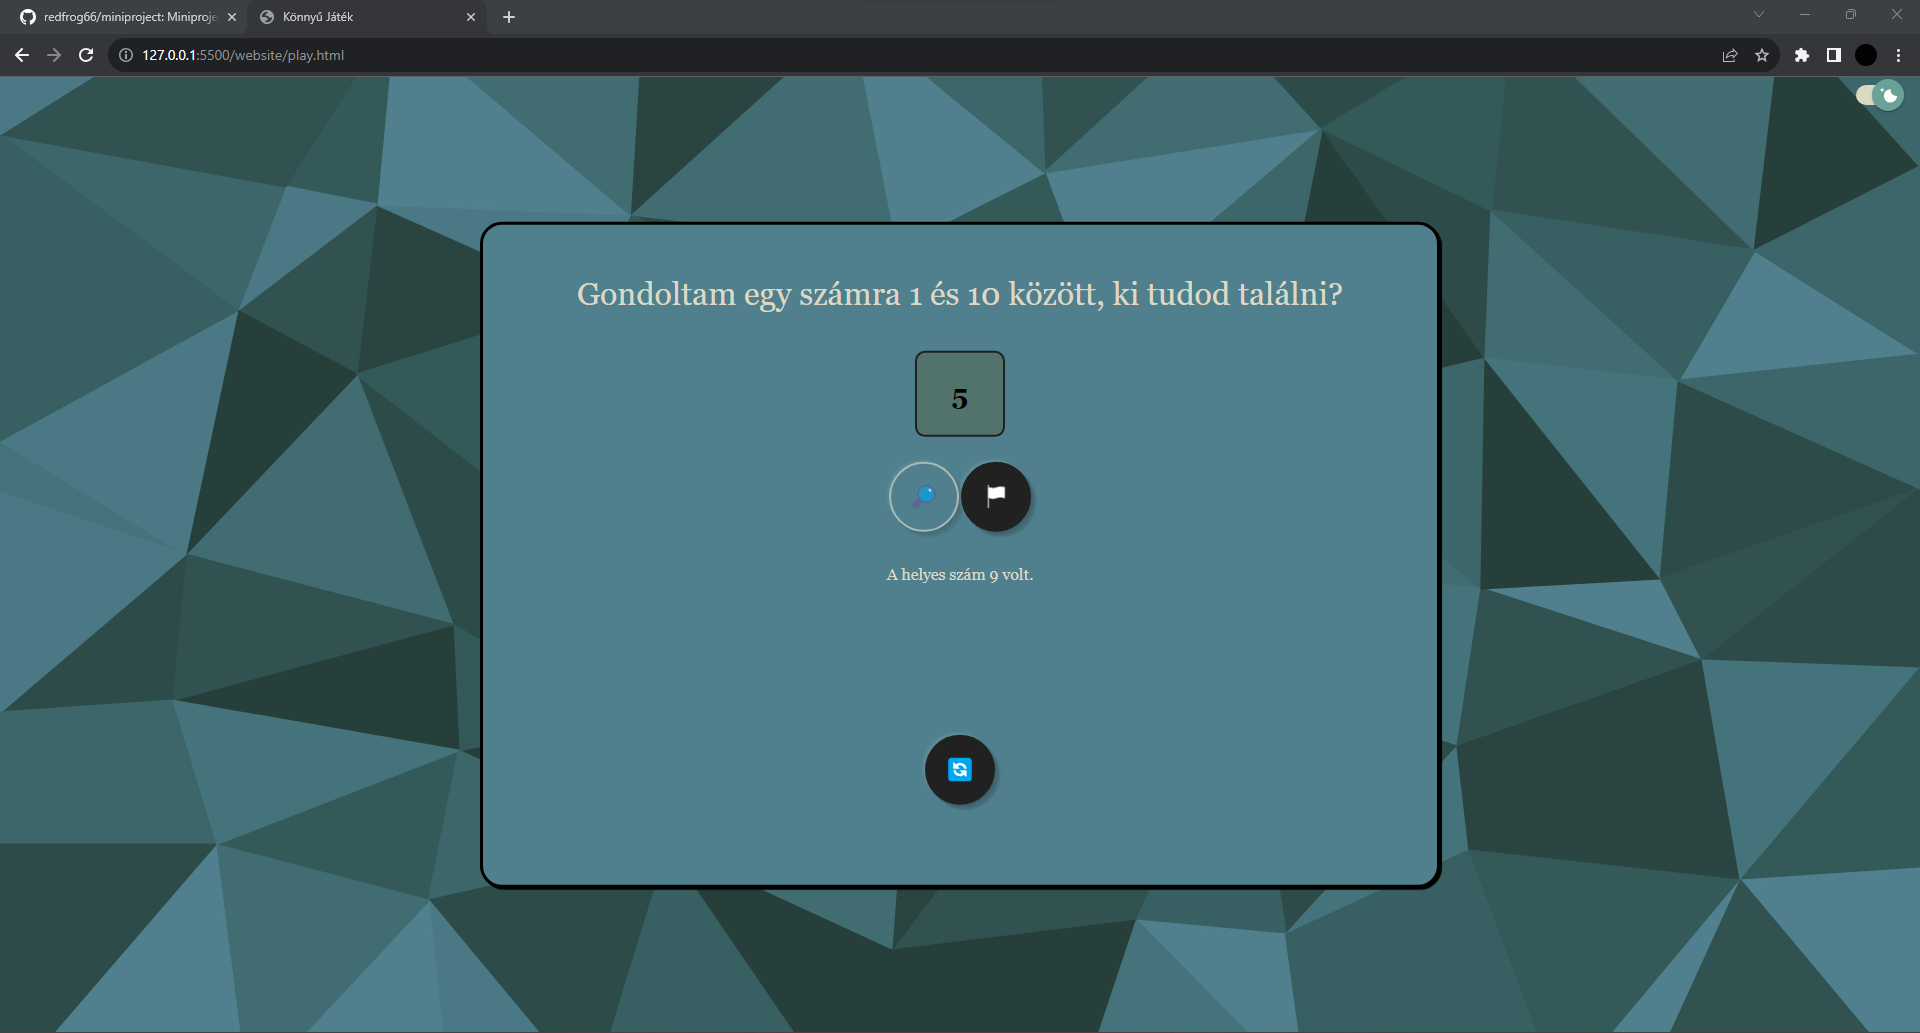 redfrog66/miniproject: Miniproje
Könnyű Játék
127.0.0.1:5500/website/play.html
Gondoltam egy számra 1 és 10 között, ki tudod találni?
5
A helyes szám 9 volt.